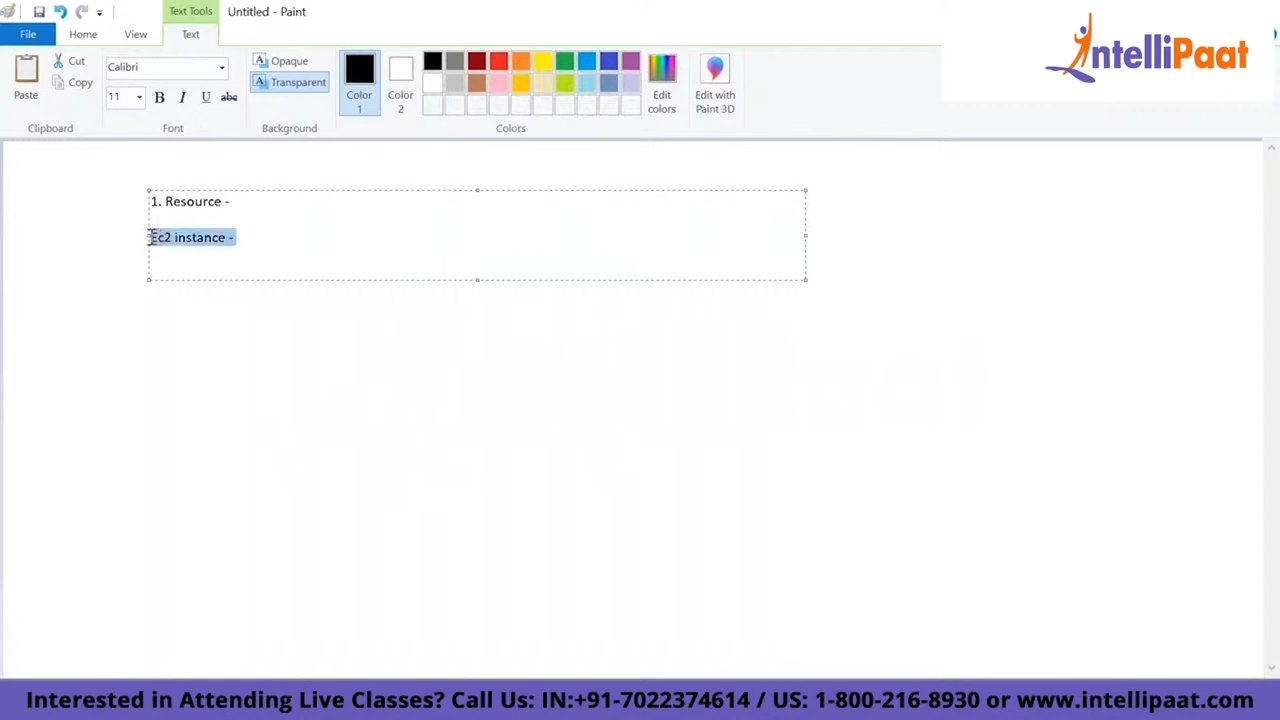 Text Tools
Untitled - Paint
File
Home
View
Text
IntelliPaat
Paste
Cut
Copy
Calibri
11
B I U abc
Opaque
Transparent
Color 1
Color 2
Edit colors
Edit with Paint 3D
Clipboard
Font
Background
Colors
1. Resource -
c2 instance -
Interested in Attending Live Classes? Call Us: IN:+91-7022374614 / US: 1-800-216-8930 or www.intellipaat.com